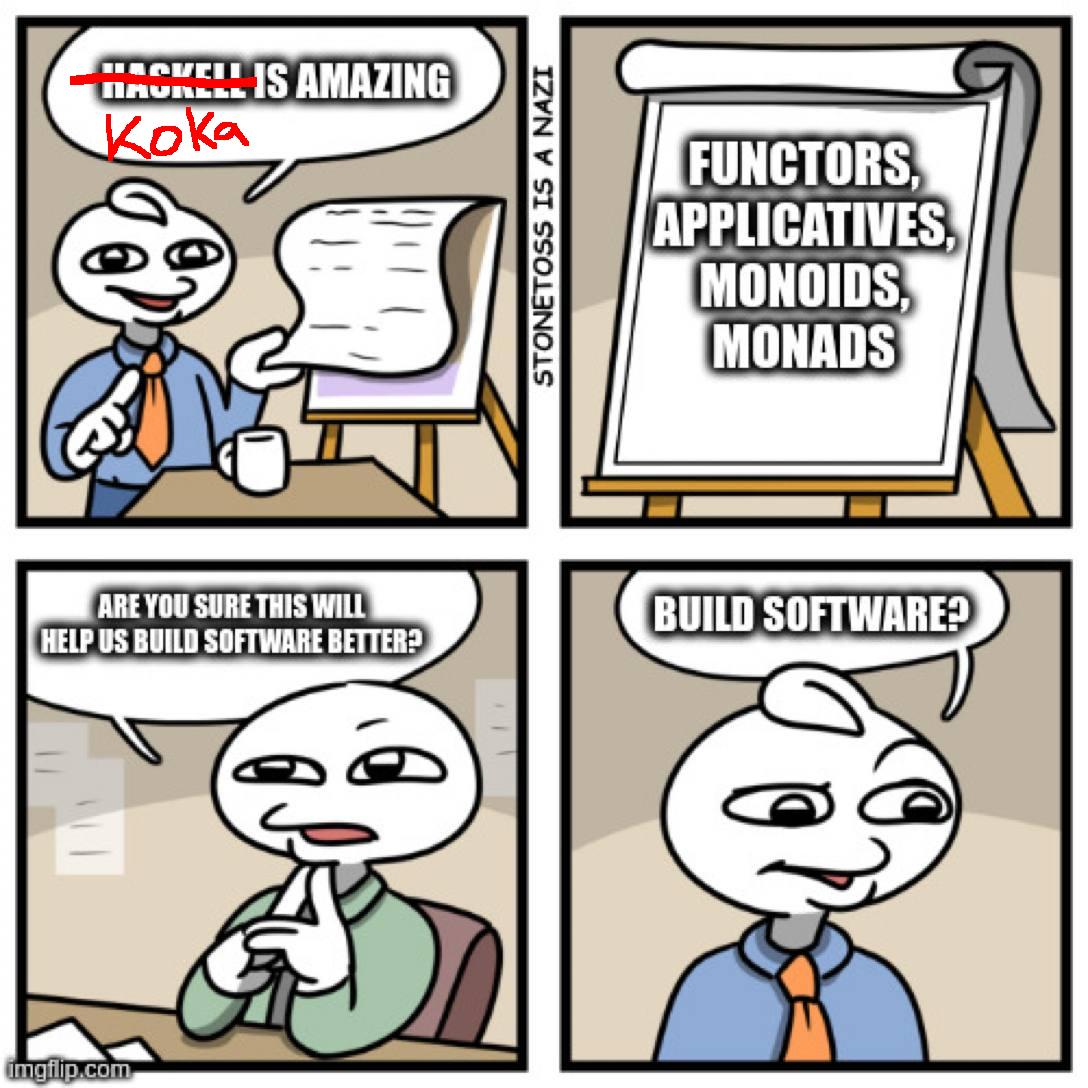 HASKELL IS AMAZING
Koka
STONETOSS IS A NAZI
FUNCTORS,
APPLICATIVES,
MONOIDS,
MONADS
ARE YOU SURE THIS WILL
HELP US BUILD SOFTWARE BETTER?
BUILD SOFTWARE?
imgflip.com